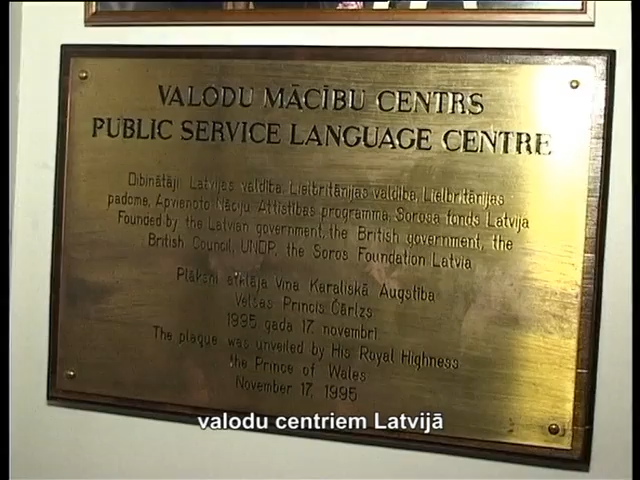 VALODU MĀCĪBU CENTRS
PUBLIC SERVICE LANGUAGE CENTRE
Dibinātāji: Latvijas valdība, Lielbritānijas valdība, Lielbritānijas
padome, Apvienoto Nāciju Attīstības programma, Sorosa fonds Latvija
Founded by the Latvian government, the British government, the
British Council, UNDP, the Soros Foundation Latvia
Plāksni atklāja Viņa Karaliskā Augstība
Velsas Princis Čārlzs
1995. gada 17. novembrī
The plaque was unveiled by His Royal Highness
the Prince of Wales
November 17, 1995
valodu centriem Latvijā